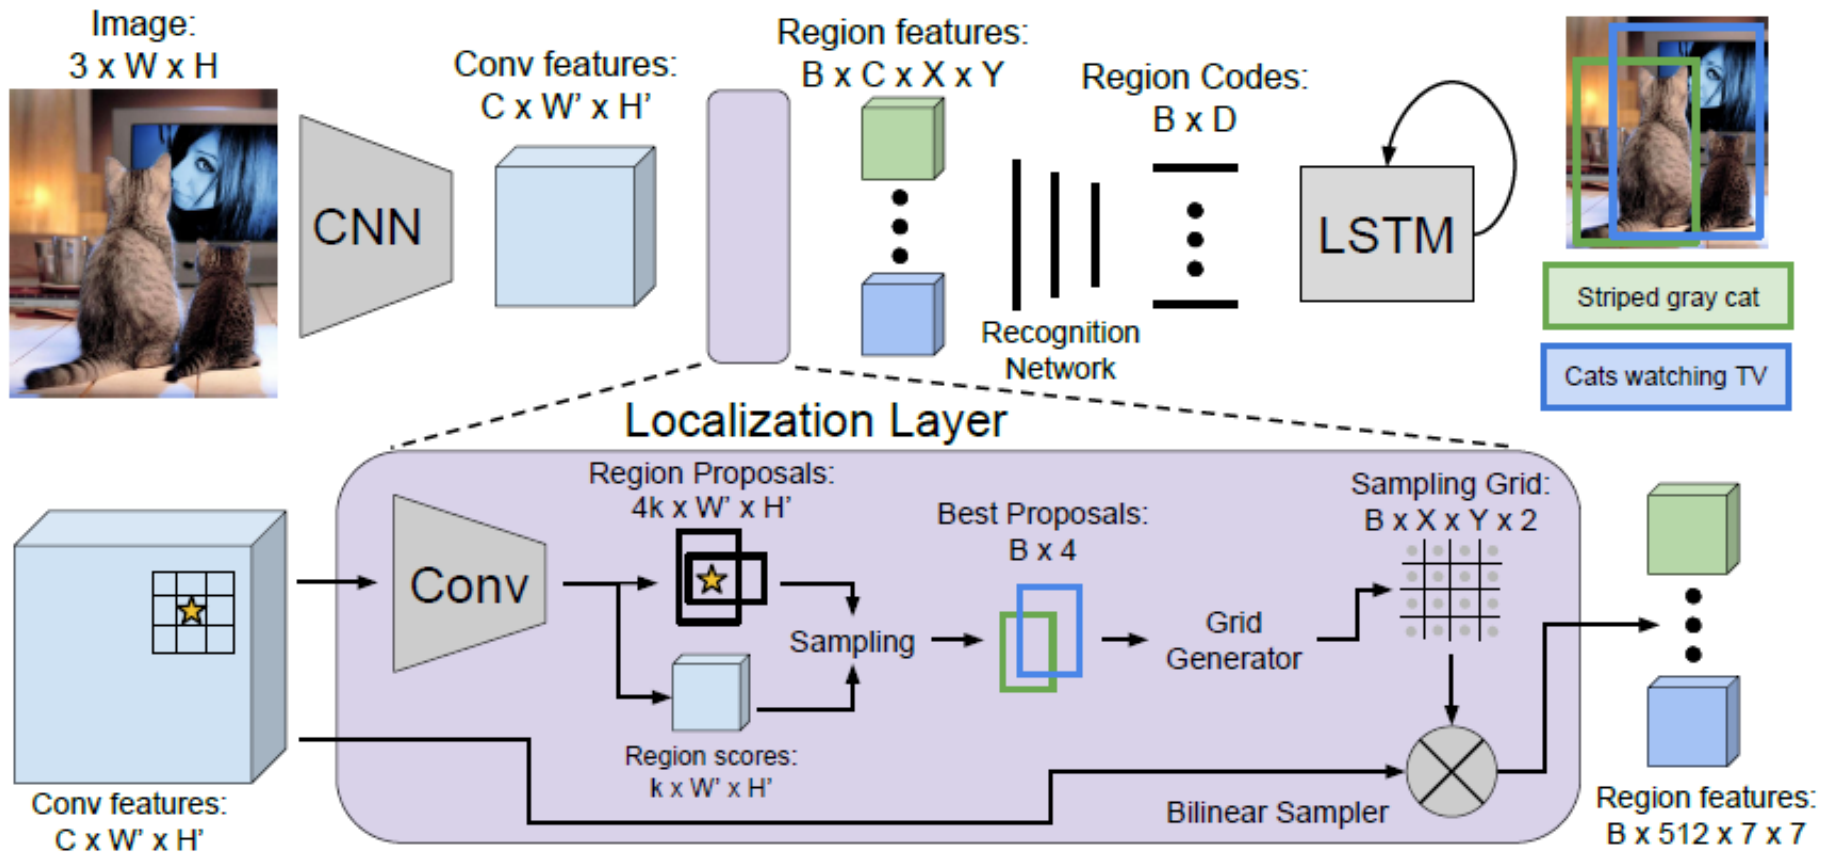 Image:
3 x W x H
Conv features:
C x W’ x H’
Region features:
B x C x X x Y
Region Codes:
B x D
CNN
LSTM
Recognition
Network
Striped gray cat
Cats watching TV
Localization Layer
Region Proposals:
4k x W’ x H’
Best Proposals:
B x 4
Sampling Grid:
B x X x Y x 2
Conv
Sampling
Grid
Generator
Region scores:
k x W’ x H’
Bilinear Sampler
Conv features:
C x W’ x H’
Region features:
B x 512 x 7 x 7